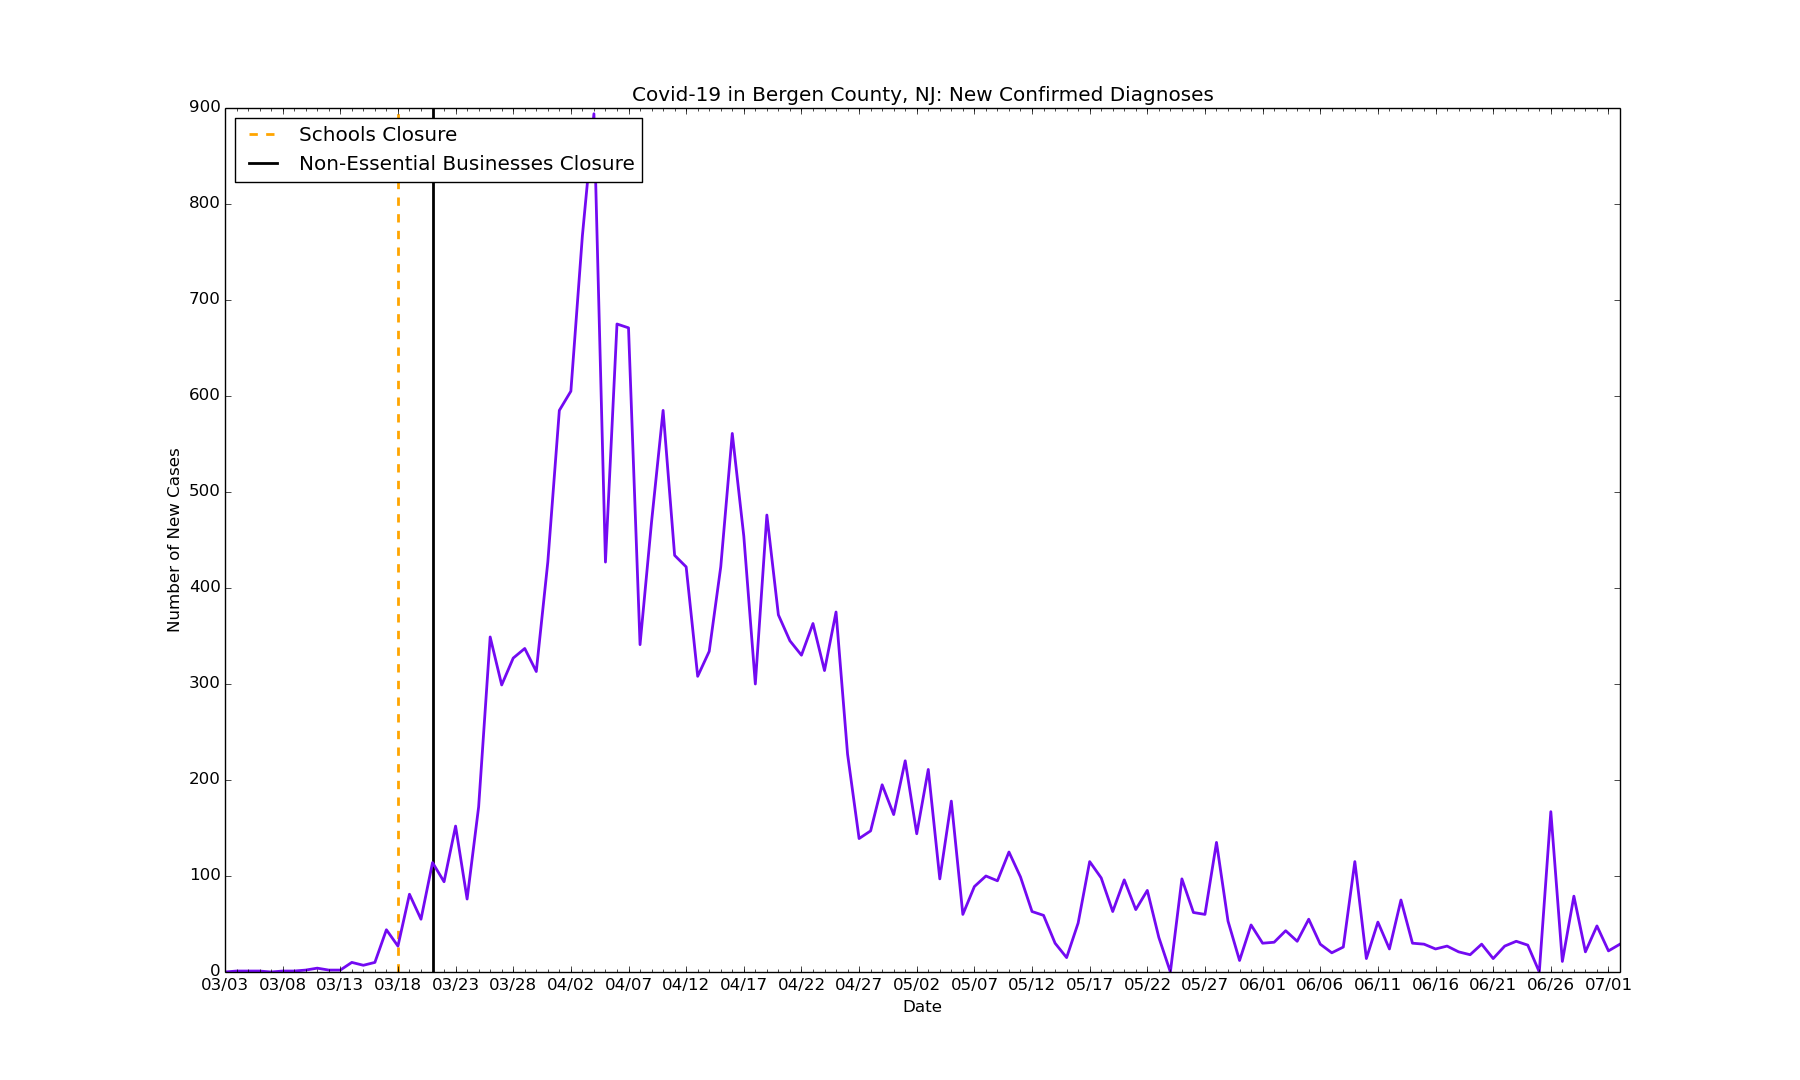 Covid-19 in Bergen County, NJ: New Confirmed Diagnoses
Schools Closure
Non-Essential Businesses Closure
Number of New Cases
900
800
700
600
500
400
300
200
100
0
03/03 03/08 03/13 03/18 03/23 03/28 04/02 04/07 04/12 04/17 04/22 04/27 05/02 05/07 05/12 05/17 05/22 05/27 06/01 06/06 06/11 06/16 06/21 06/26 07/01
Date